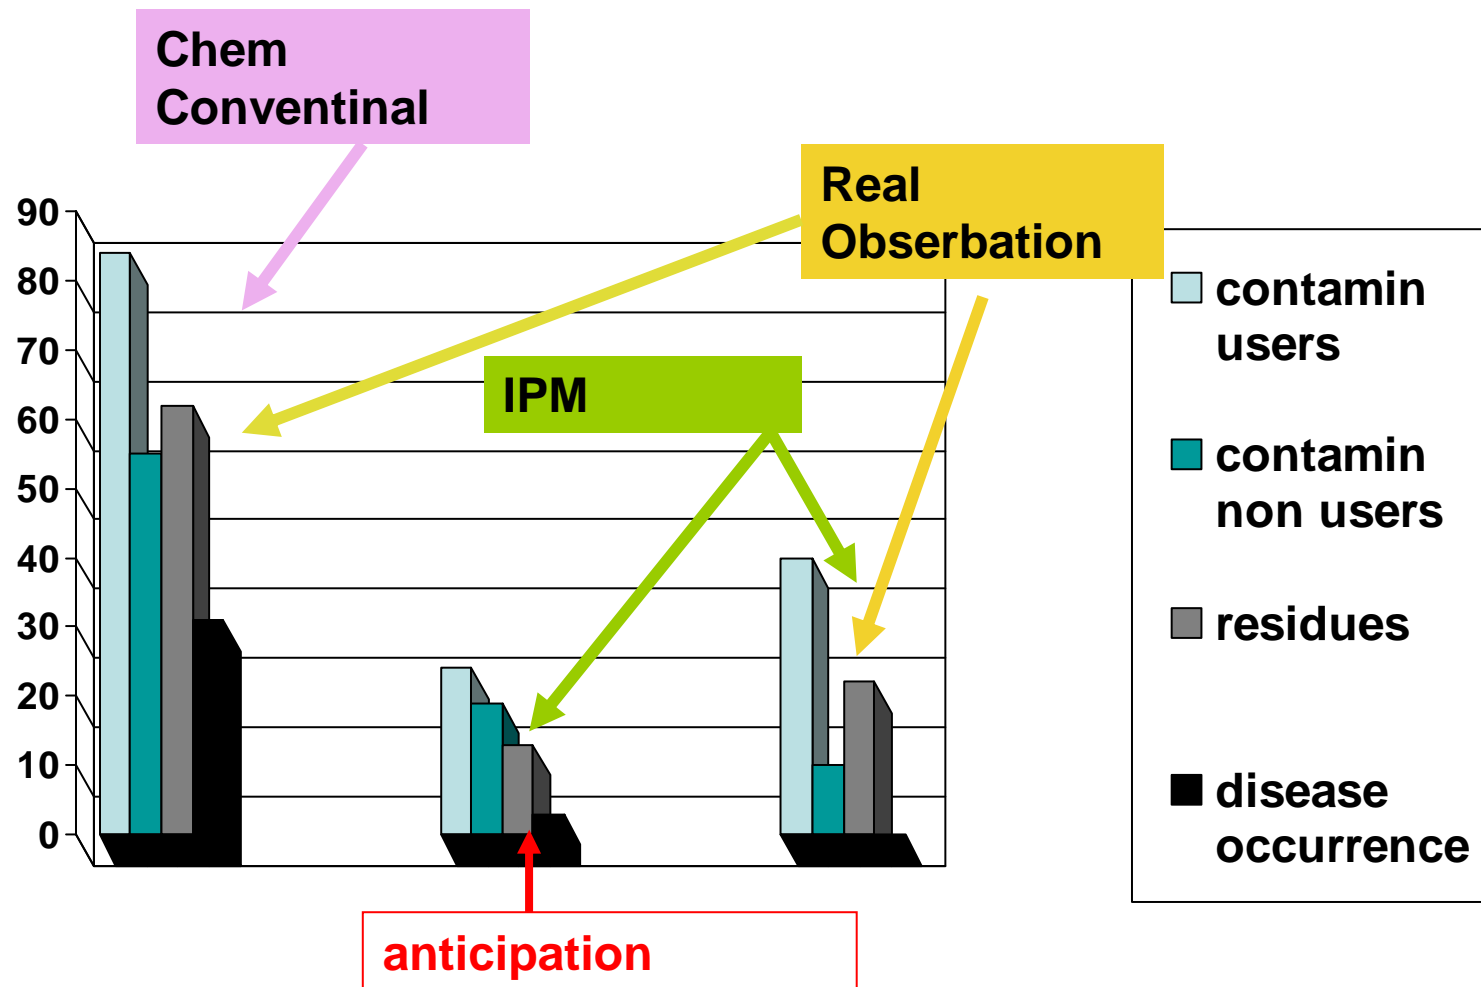 Chem
Conventinal
Real
Obserbation
IPM
90
80
70
60
50
40
30
20
10
0
contamin
users
contamin
non users
residues
disease
occurrence
anticipation